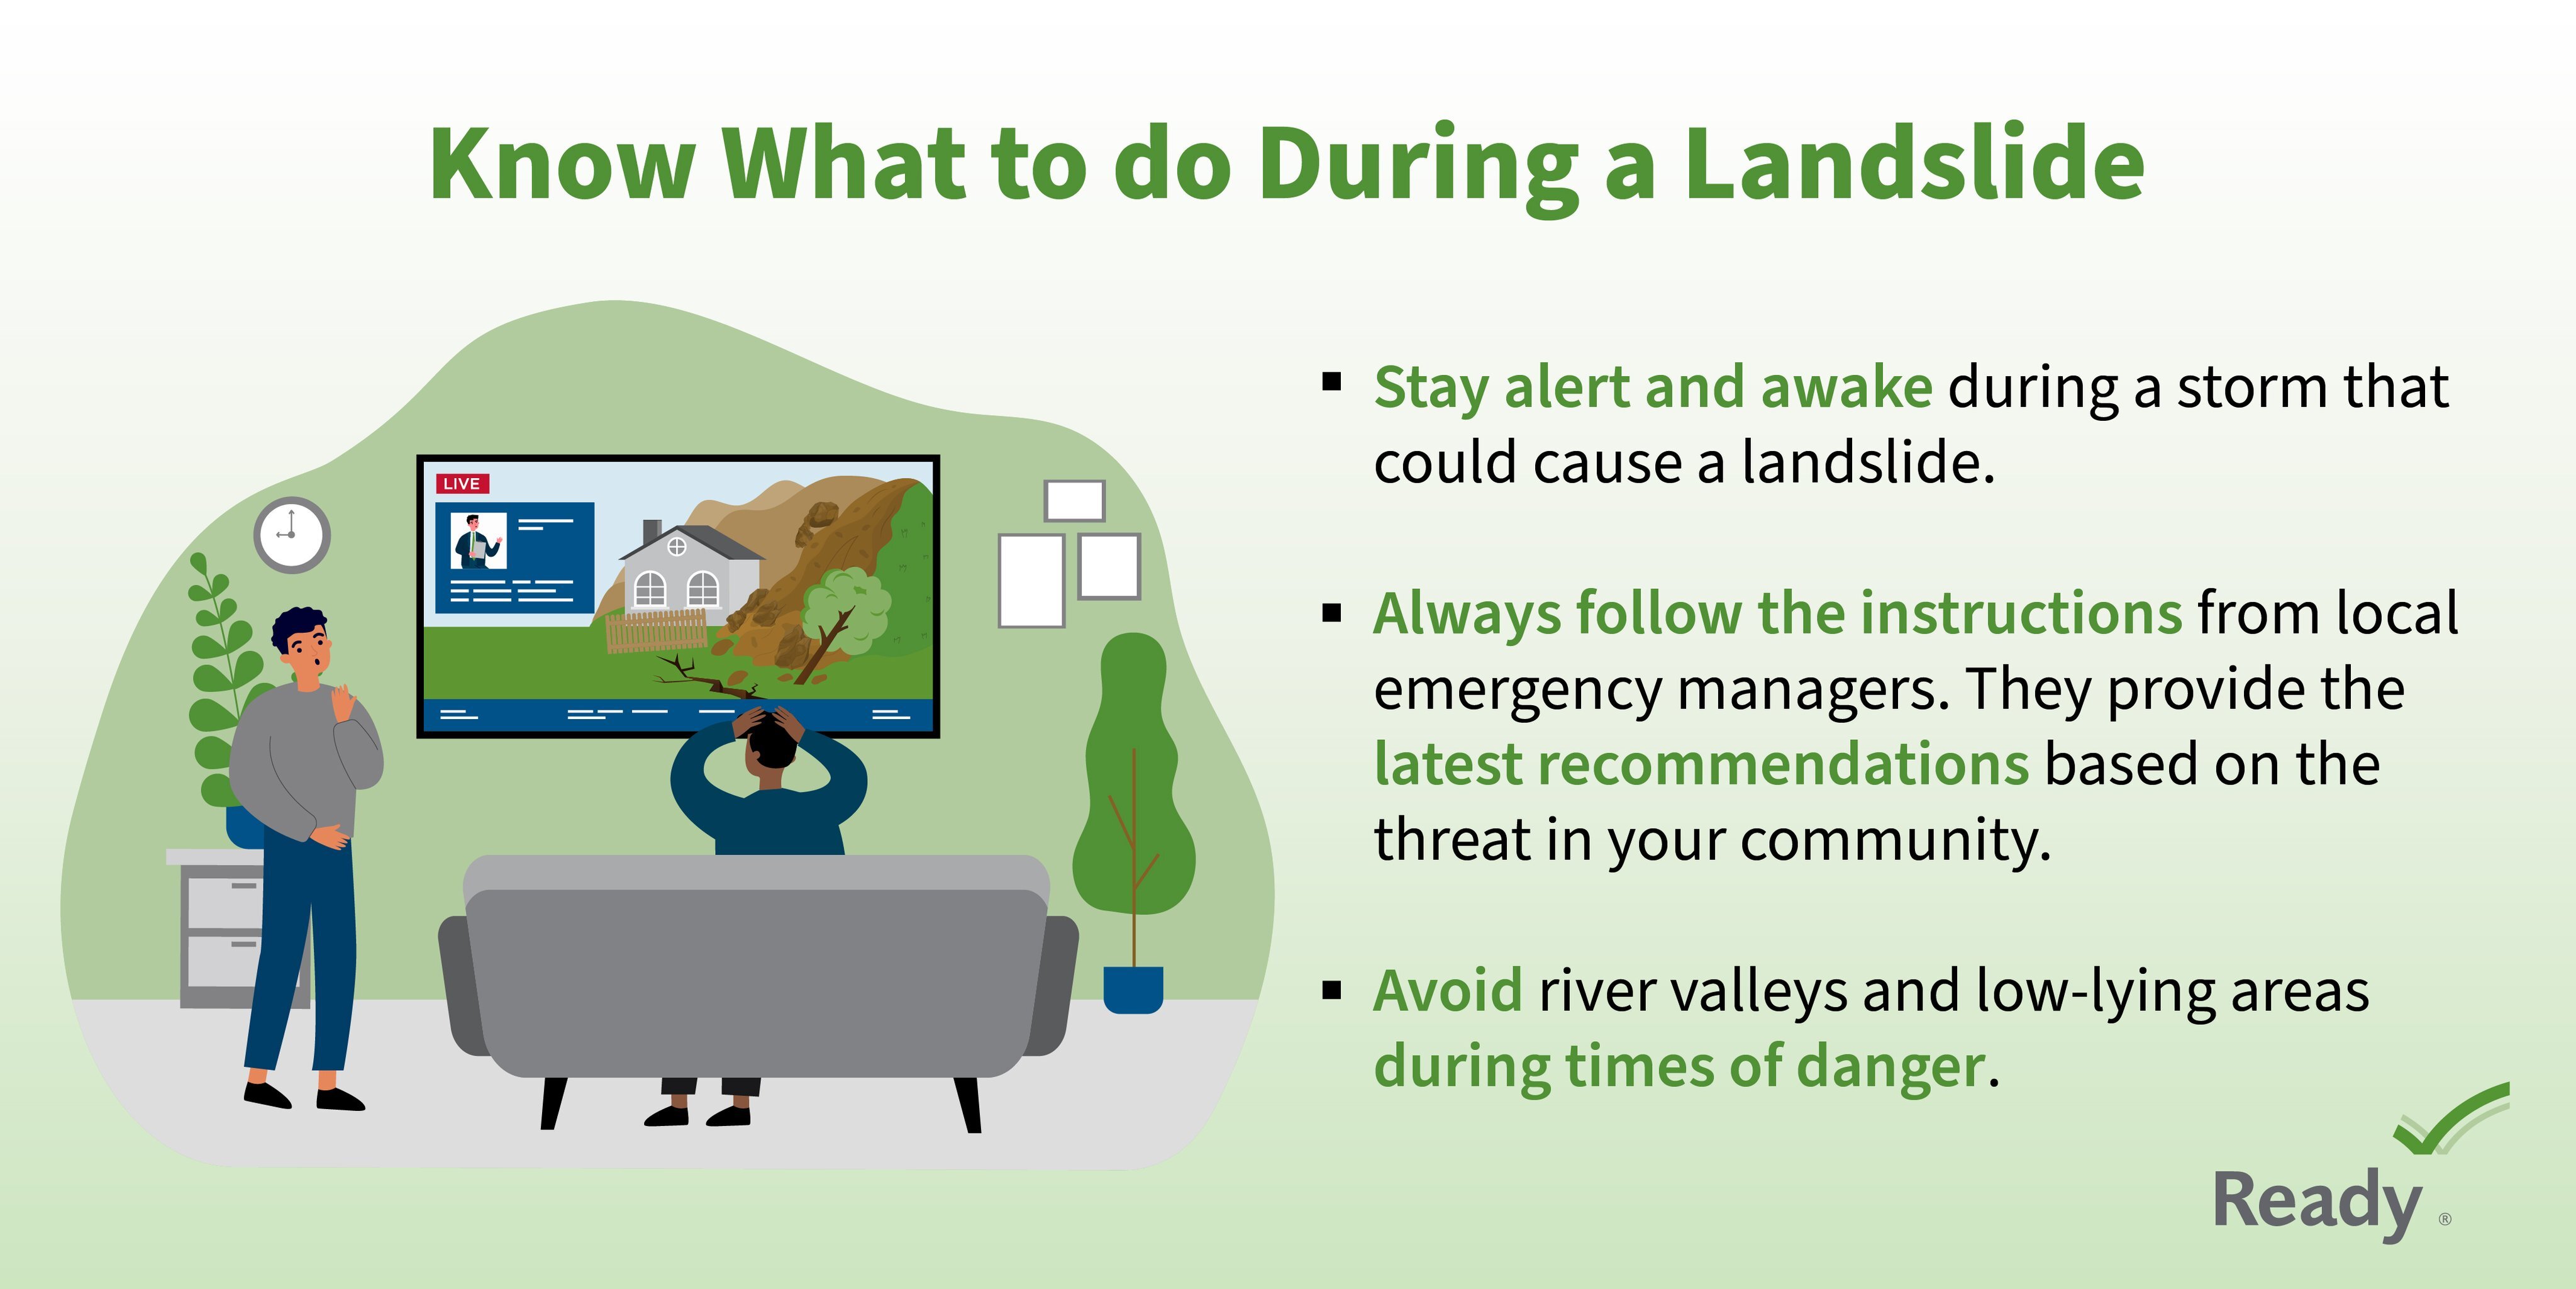 Know What to do During a Landslide
LIVE
▪ Stay alert and awake during a storm that
could cause a landslide.
▪ Always follow the instructions from local
emergency managers. They provide the
latest recommendations based on the
threat in your community.
▪ Avoid river valleys and low-lying areas
during times of danger.
Ready ®